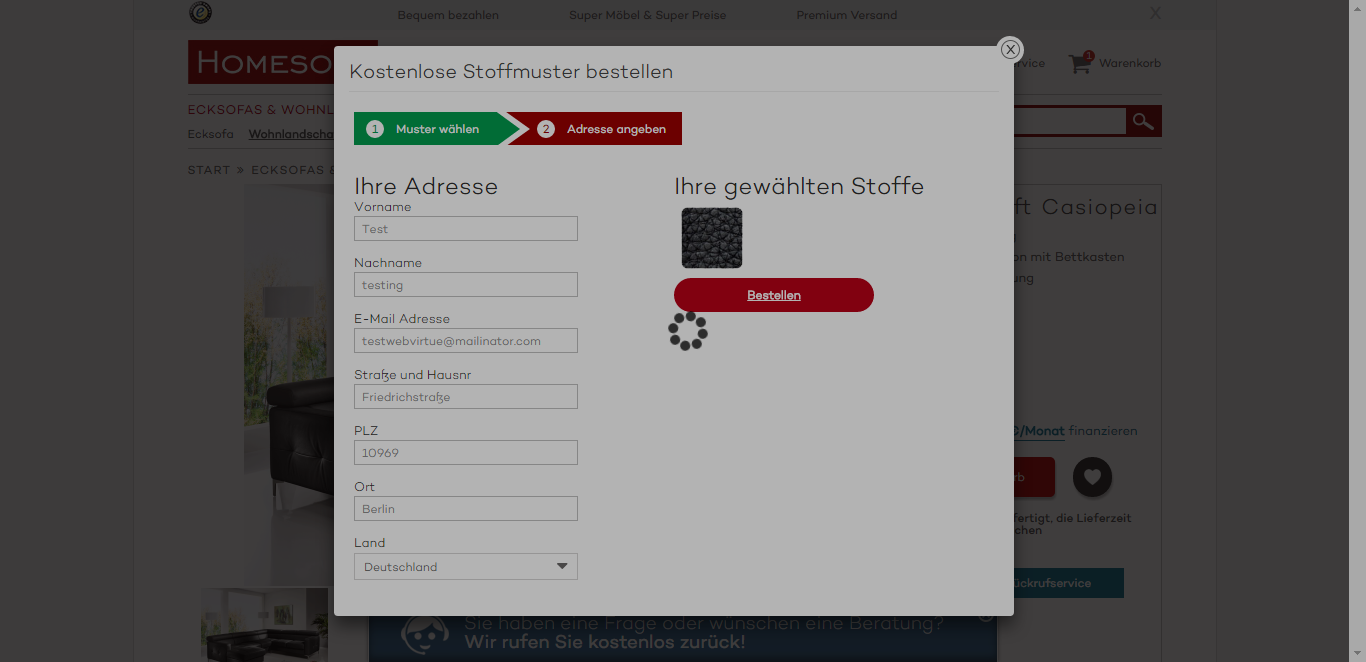 Bequem bezahlen
Super Möbel & Super Preise
Premium Versand
X
HOMESO
rvice
1
Warenkorb
Kostenlose Stoffmuster bestellen
X
ECKSOFAS & WOHNL
Ecksofa
Wohnlandscha
1 Muster wählen
2 Adresse angeben
START » ECKSOFAS &
Ihre Adresse
Vorname
Test
Nachname
testing
E-Mail Adresse
testwebvirtue@mailinator.com
Straße und Hausnr
Friedrichstraße
PLZ
10969
Ort
Berlin
Land
Deutschland
Ihre gewählten Stoffe
Bestellen
ft Casiopeia
on mit Bettkasten
ung
€/Monat finanzieren
rb
fertigt, die Lieferzeit
chen
ückrufservice
Sie haben eine Frage oder wünschen eine Beratung?
Wir rufen Sie kostenlos zurück!